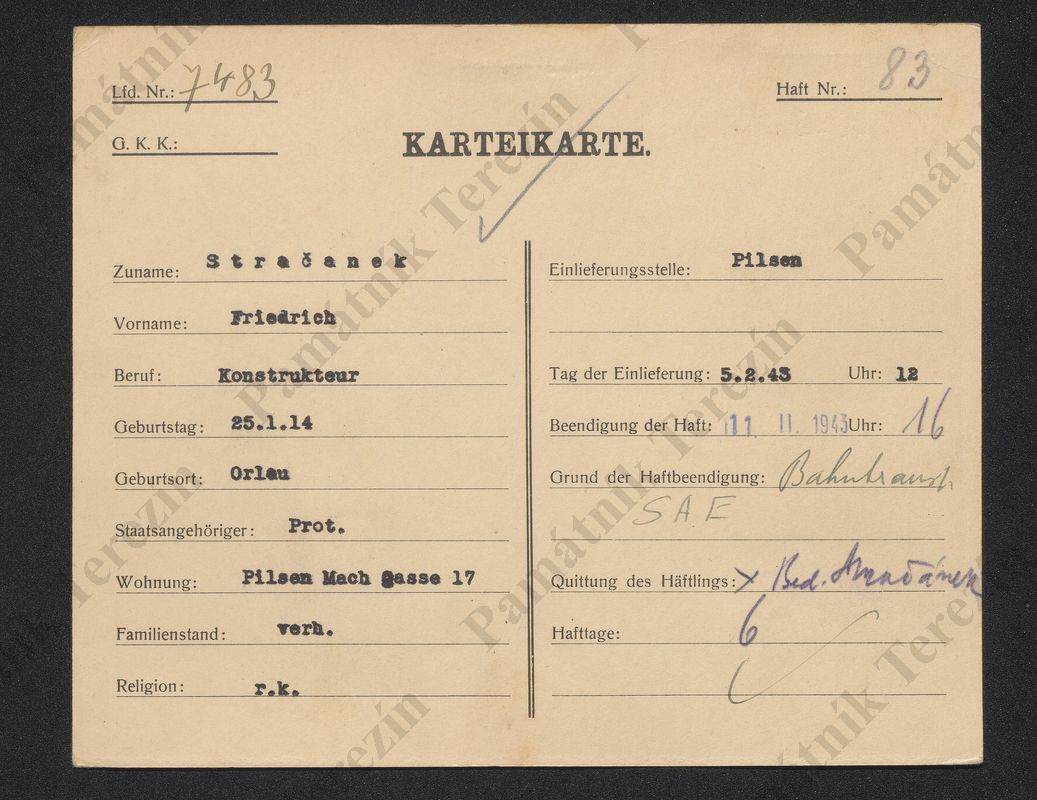 Lfd. Nr.: 7483
Haft Nr.: 83
G. K. K.:
KARTEIKARTE.
Zuname: Stračanek
Vorname: Friedrich
Beruf: Konstrukteur
Geburtstag: 25.1.14
Geburtsort: Orlau
Staatsangehöriger: Prot.
Wohnung: Pilsen Mach gasse 17
Familienstand: verh.
Religion: r.k.
Einlieferungsstelle: Pilsen
Tag der Einlieferung: 5.2.43 Uhr: 12
Beendigung der Haft: 11. II. 1943 Uhr: 16
Grund der Haftbeendigung:
SAE
Quittung des Häftlings: x Bed.
Hafttage: 6
Památník Terezín